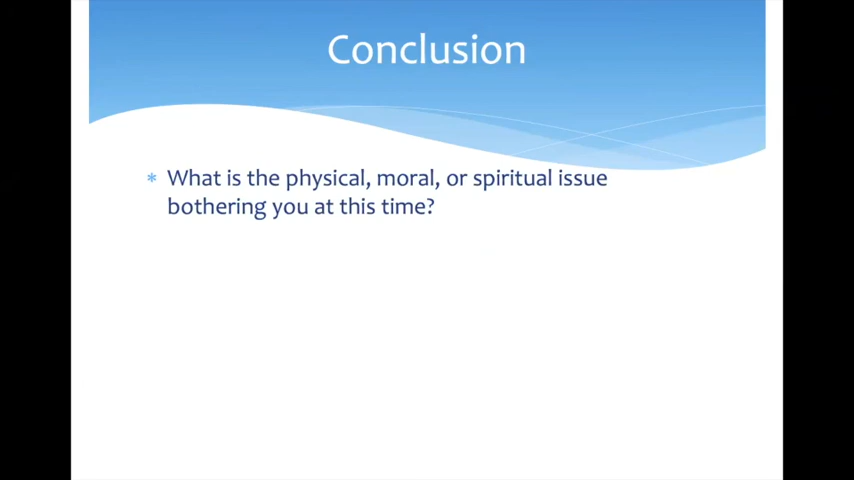 Conclusion
* What is the physical, moral, or spiritual issue
bothering you at this time?